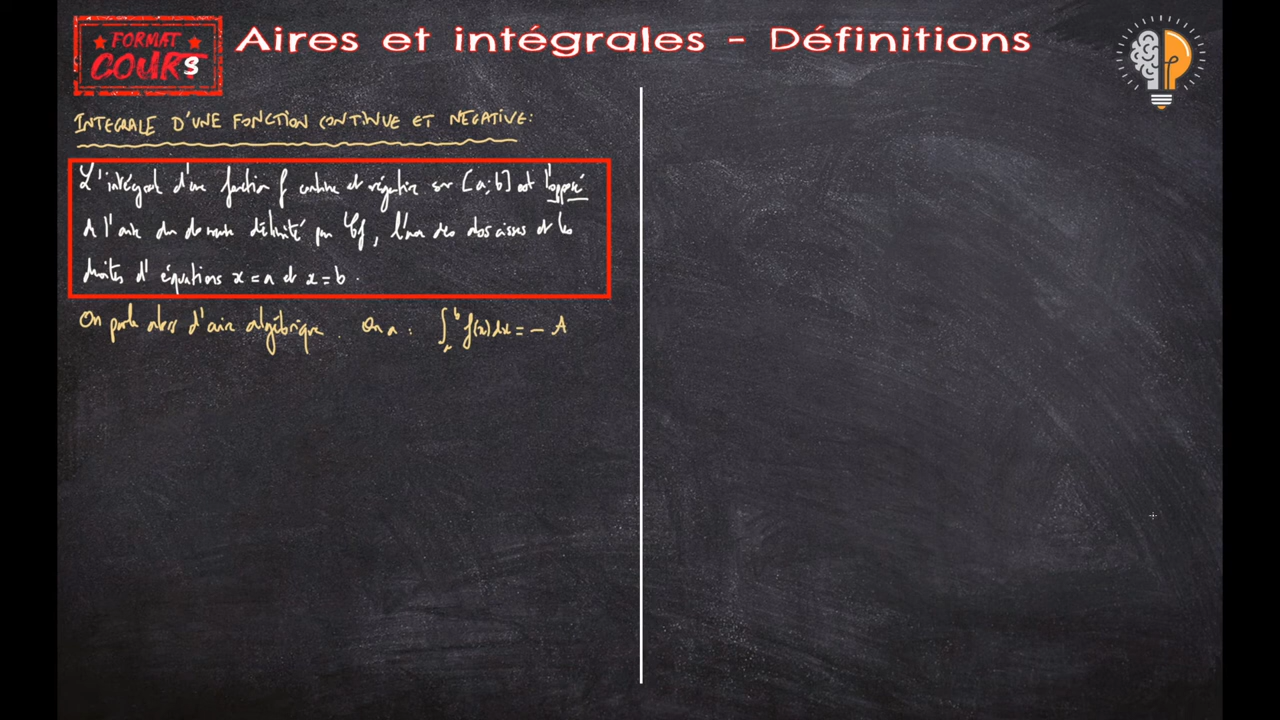 FORMAT
COURS
Aires et intégrales - Définitions
INTEGRALE D'UNE FONCTION CONTINUE ET NEGATIVE:
L'intégrale d'une fonction f continue et négative sur [a;b] est l'opposé
de l'aire du domaine délimité par Cf, l'axe des abscisses et les
droites d'équations x = a et x = b.
On parle alors d'aire algébrique. On a : ∫_a^b f(x)dx = - A